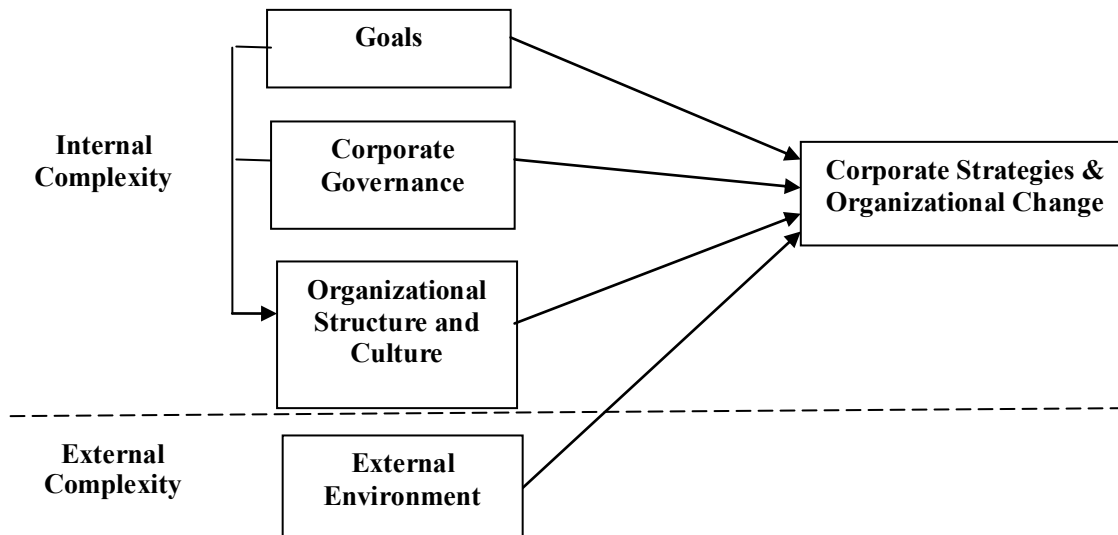 Goals
Internal
Complexity
Corporate
Governance
Corporate Strategies &
Organizational Change
Organizational
Structure and
Culture
External
Complexity
External
Environment